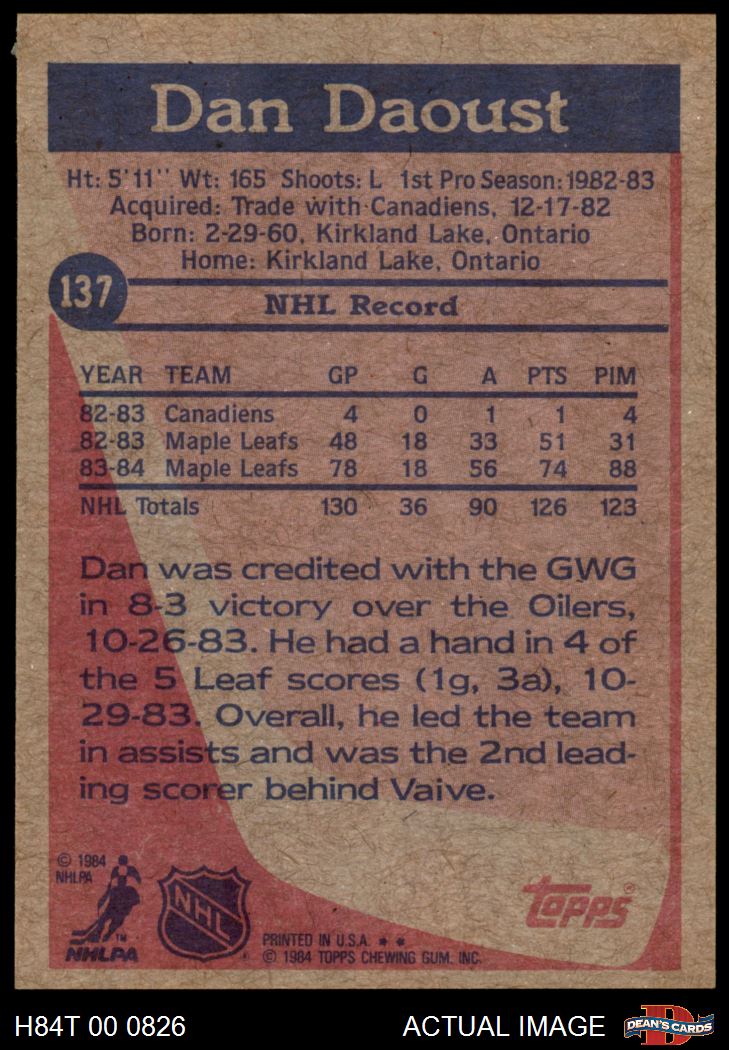 Dan Daoust
Ht: 5'11'' Wt: 165 Shoots: L 1st Pro Season: 1982-83
Acquired: Trade with Canadiens, 12-17-82
Born: 2-29-60, Kirkland Lake, Ontario
Home: Kirkland Lake, Ontario
137
NHL Record
YEAR TEAM GP G A PTS PIM
82-83 Canadiens 4 0 1 1 4
82-83 Maple Leafs 48 18 33 51 31
83-84 Maple Leafs 78 18 56 74 88
NHL Totals 130 36 90 126 123
Dan was credited with the GWG
in 8-3 victory over the Oilers,
10-26-83. He had a hand in 4 of
the 5 Leaf scores (1g, 3a), 10-
29-83. Overall, he led the team
in assists and was the 2nd lead-
ing scorer behind Vaive.
© 1984
NHLPA
TM
NHLPA
NHL
®
PRINTED IN U.S.A. * *
© 1984 TOPPS CHEWING GUM, INC.
topps®
H84T 00 0826
ACTUAL IMAGE
D
DEAN'S CARDS